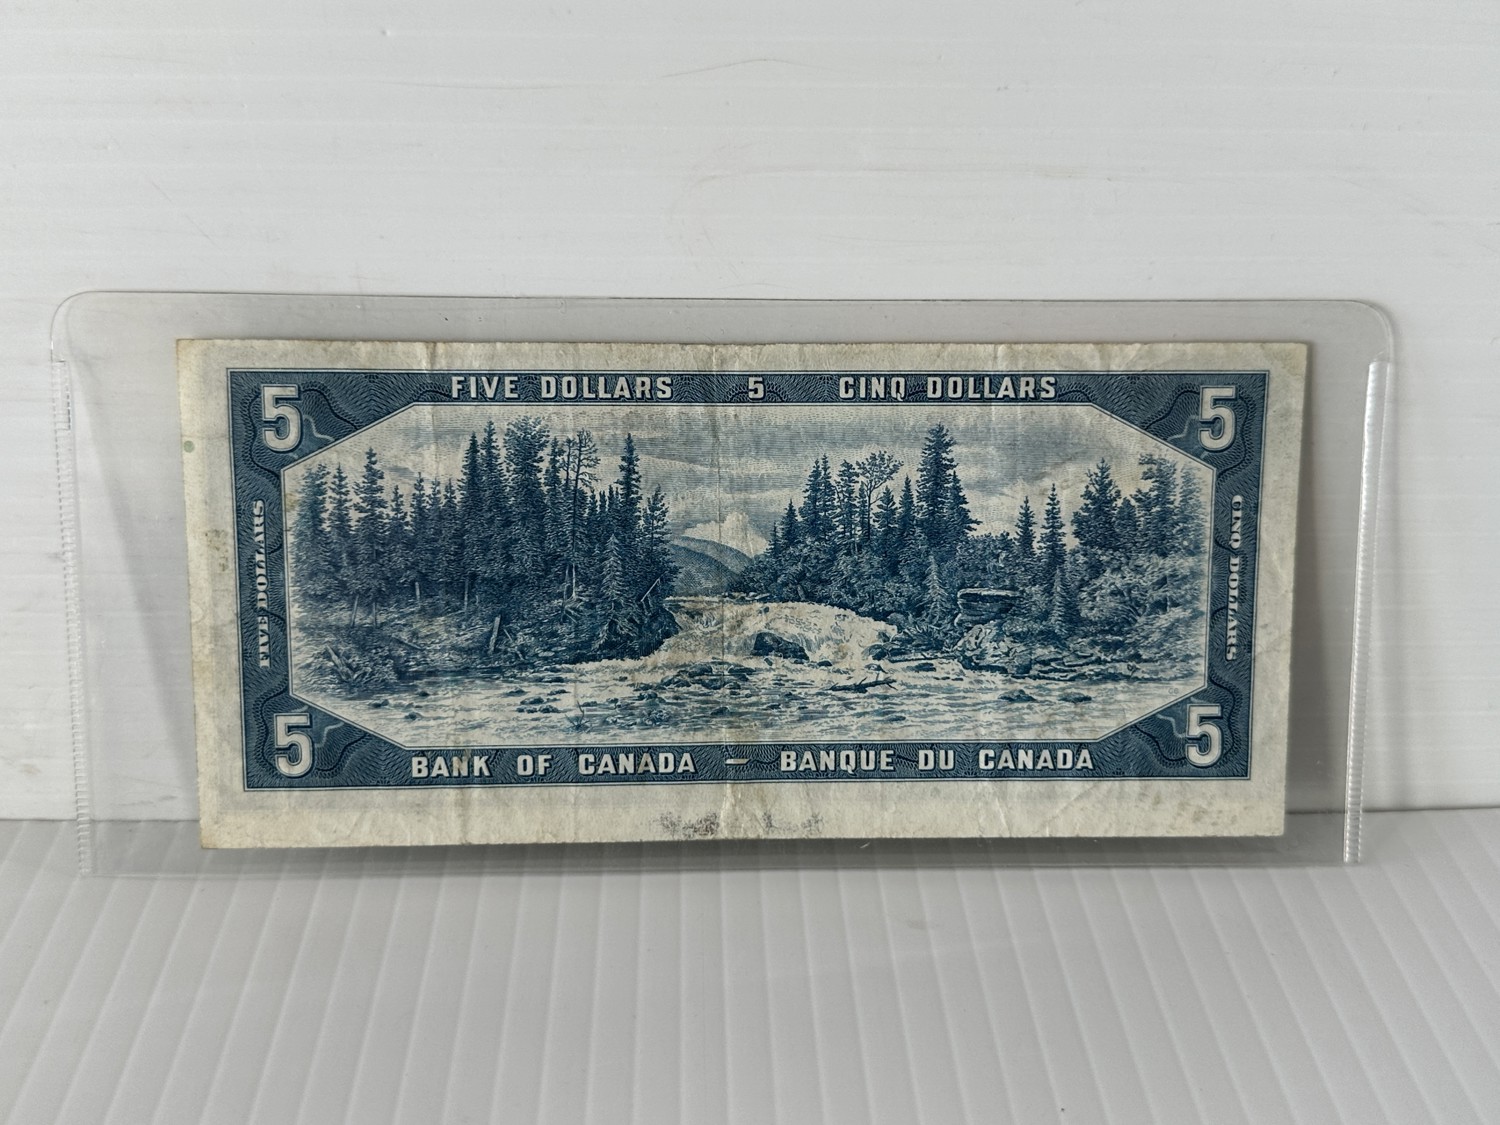 5 FIVE DOLLARS 5 CINQ DOLLARS 5
FIVE DOLLARS
CINQ DOLLARS
5 BANK OF CANADA – BANQUE DU CANADA 5